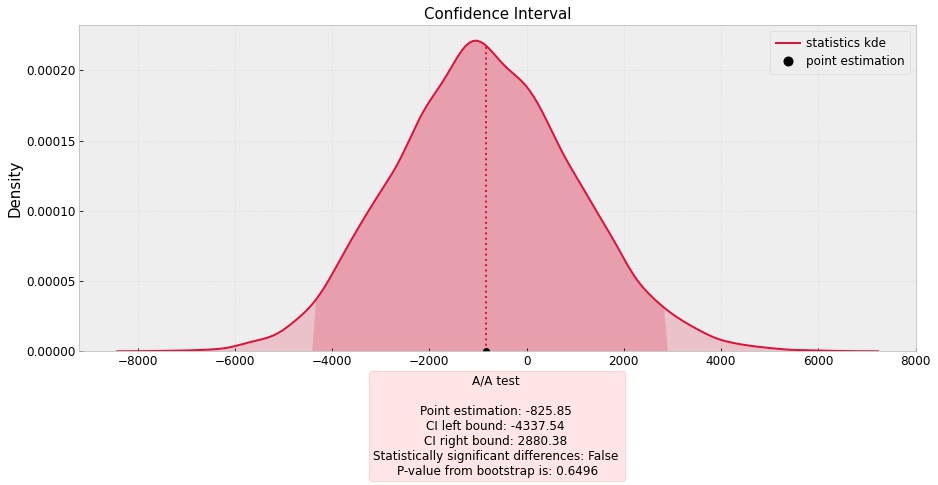 Confidence Interval
statistics kde
point estimation
Density
0.00020
0.00015
0.00010
0.00005
0.00000
−8000 −6000 −4000 −2000 0 2000 4000 6000 8000
A/A test
Point estimation: -825.85
CI left bound: -4337.54
CI right bound: 2880.38
Statistically significant differences: False
P-value from bootstrap is: 0.6496